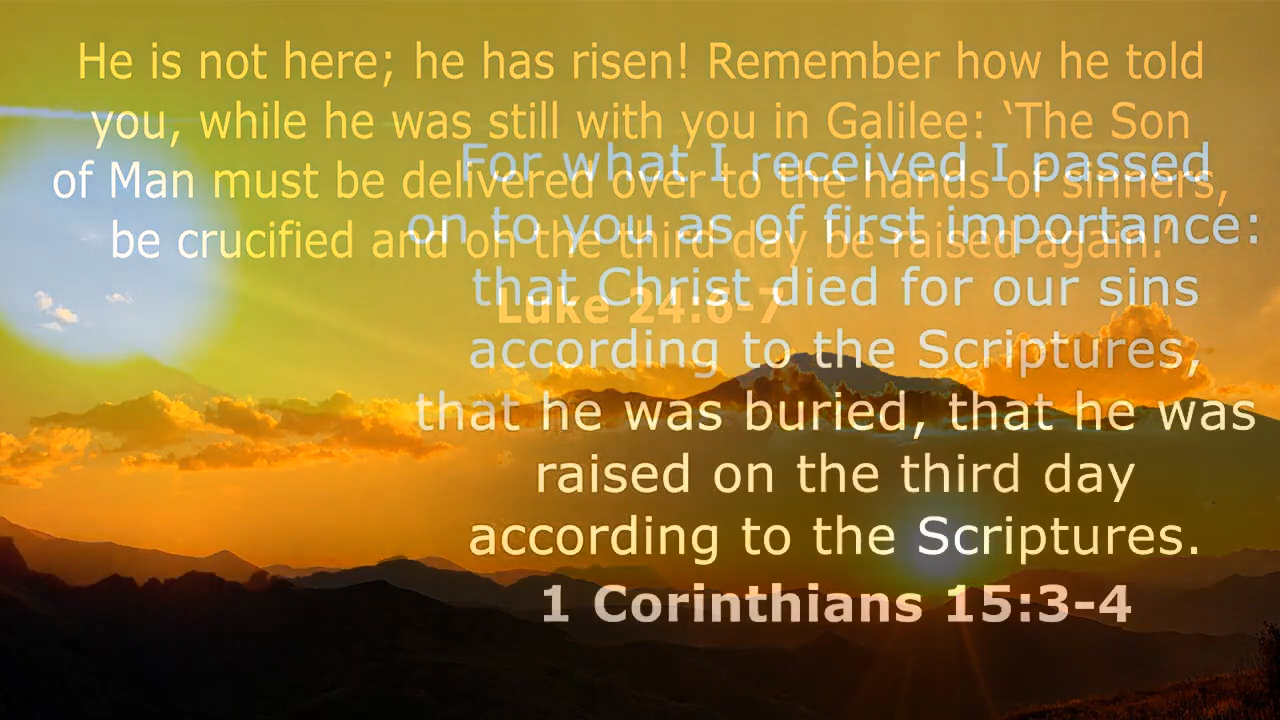 He is not here; he has risen! Remember how he told
you, while he was still with you in Galilee: ‘The Son
of Man must be delivered over to the hands of sinners,
be crucified and on the third day be raised again.’
Luke 24:6-7
For what I received I passed
on to you as of first importance:
that Christ died for our sins
according to the Scriptures,
that he was buried, that he was
raised on the third day
according to the Scriptures.
1 Corinthians 15:3-4